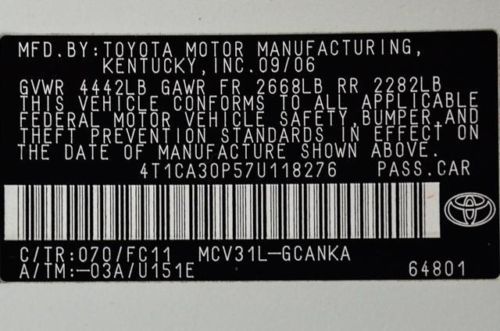 MFD.BY:TOYOTA MOTOR MANUFACTURING,
KENTUCKY,INC.09/06
GVWR 4442LB GAWR FR 2668LB RR 2282LB
THIS VEHICLE CONFORMS TO ALL APPLICABLE
FEDERAL MOTOR VEHICLE SAFETY,BUMPER,AND
THEFT PREVENTION STANDARDS IN EFFECT ON
THE DATE OF MANUFACTURE SHOWN ABOVE.
4T1CA30P57U118276 PASS.CAR
C/TR:070/FC11 MCV31L-GCANKA
A/TM:-03A/U151E 64801